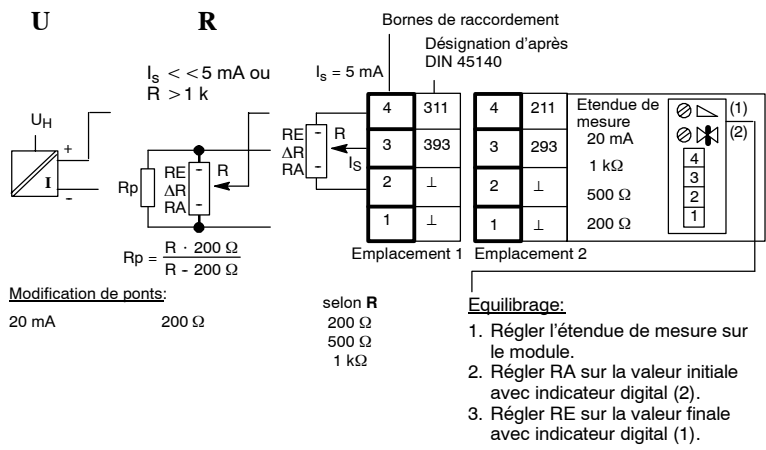 U
R
Bornes de raccordement
Désignation d'après
DIN 45140
I_s < < 5 mA ou
R > 1 k
I_s = 5 mA
U_H
+
I
-
Rp
RE
ΔR
RA
-
-
R
RE
ΔR
RA
-
-
R
I_S
4 311
3 393
2 ⊥
1 ⊥
4 211
3 293
2 ⊥
1 ⊥
Etendue de
mesure
20 mA
1 kΩ
500 Ω
200 Ω
(1)
(2)
4
3
2
1
Rp = R · 200 Ω
R - 200 Ω
Emplacement 1
Emplacement 2
Modification de ponts:
20 mA
200 Ω
selon R
200 Ω
500 Ω
1 kΩ
Equilibrage:
1. Régler l'étendue de mesure sur
le module.
2. Régler RA sur la valeur initiale
avec indicateur digital (2).
3. Régler RE sur la valeur finale
avec indicateur digital (1).